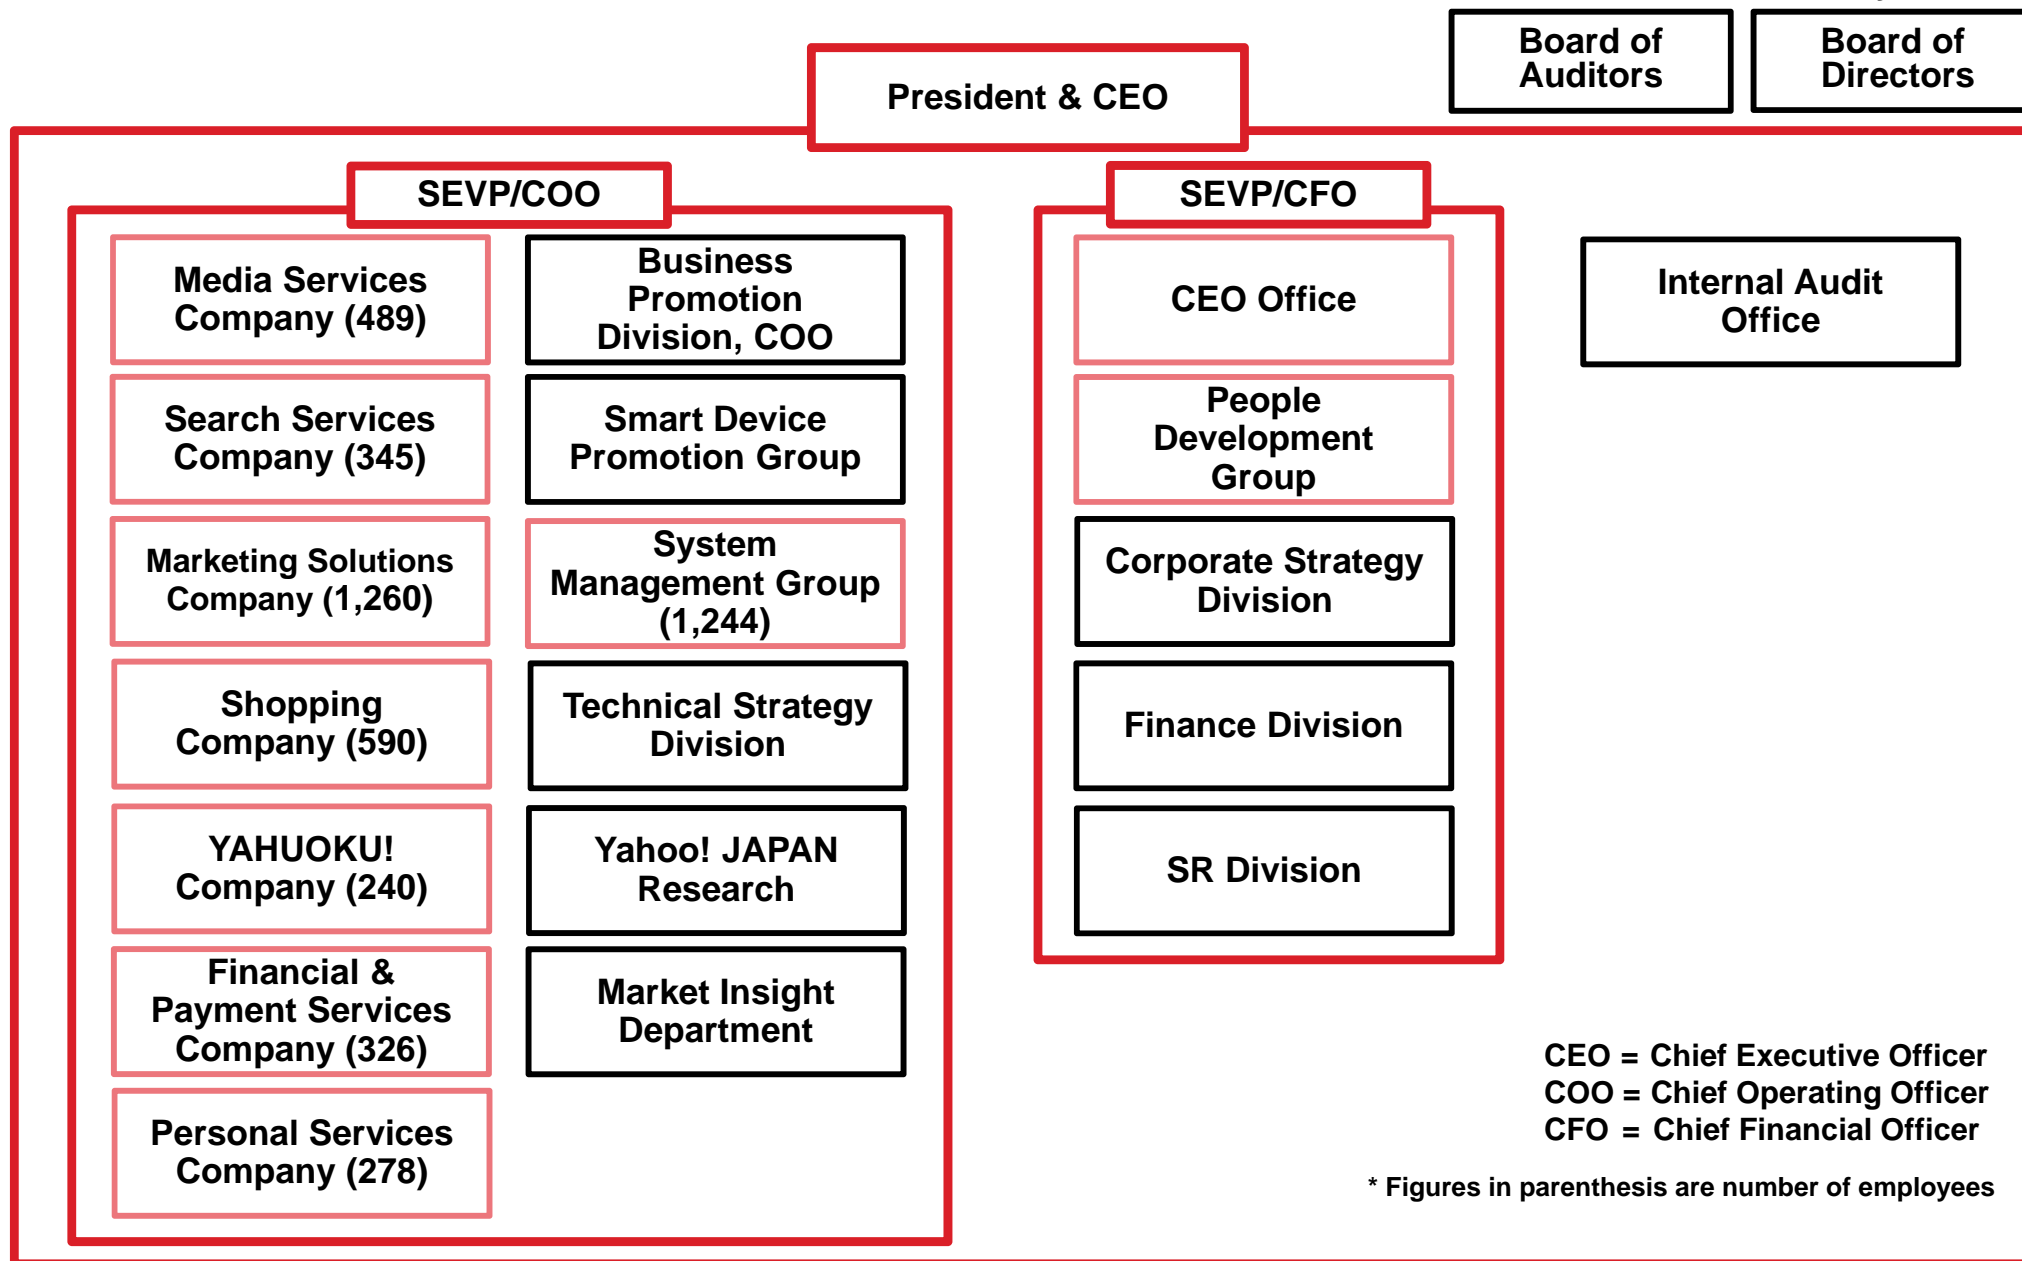 Board of
Auditors
Board of
Directors
President & CEO
SEVP/COO
Media Services
Company (489)
Business
Promotion
Division, COO
Search Services
Company (345)
Smart Device
Promotion Group
Marketing Solutions
Company (1,260)
System
Management Group
(1,244)
Shopping
Company (590)
Technical Strategy
Division
YAHUOKU!
Company (240)
Yahoo! JAPAN
Research
Financial &
Payment Services
Company (326)
Market Insight
Department
Personal Services
Company (278)
SEVP/CFO
CEO Office
People
Development
Group
Corporate Strategy
Division
Finance Division
SR Division
Internal Audit
Office
CEO = Chief Executive Officer
COO = Chief Operating Officer
CFO = Chief Financial Officer
* Figures in parenthesis are number of employees